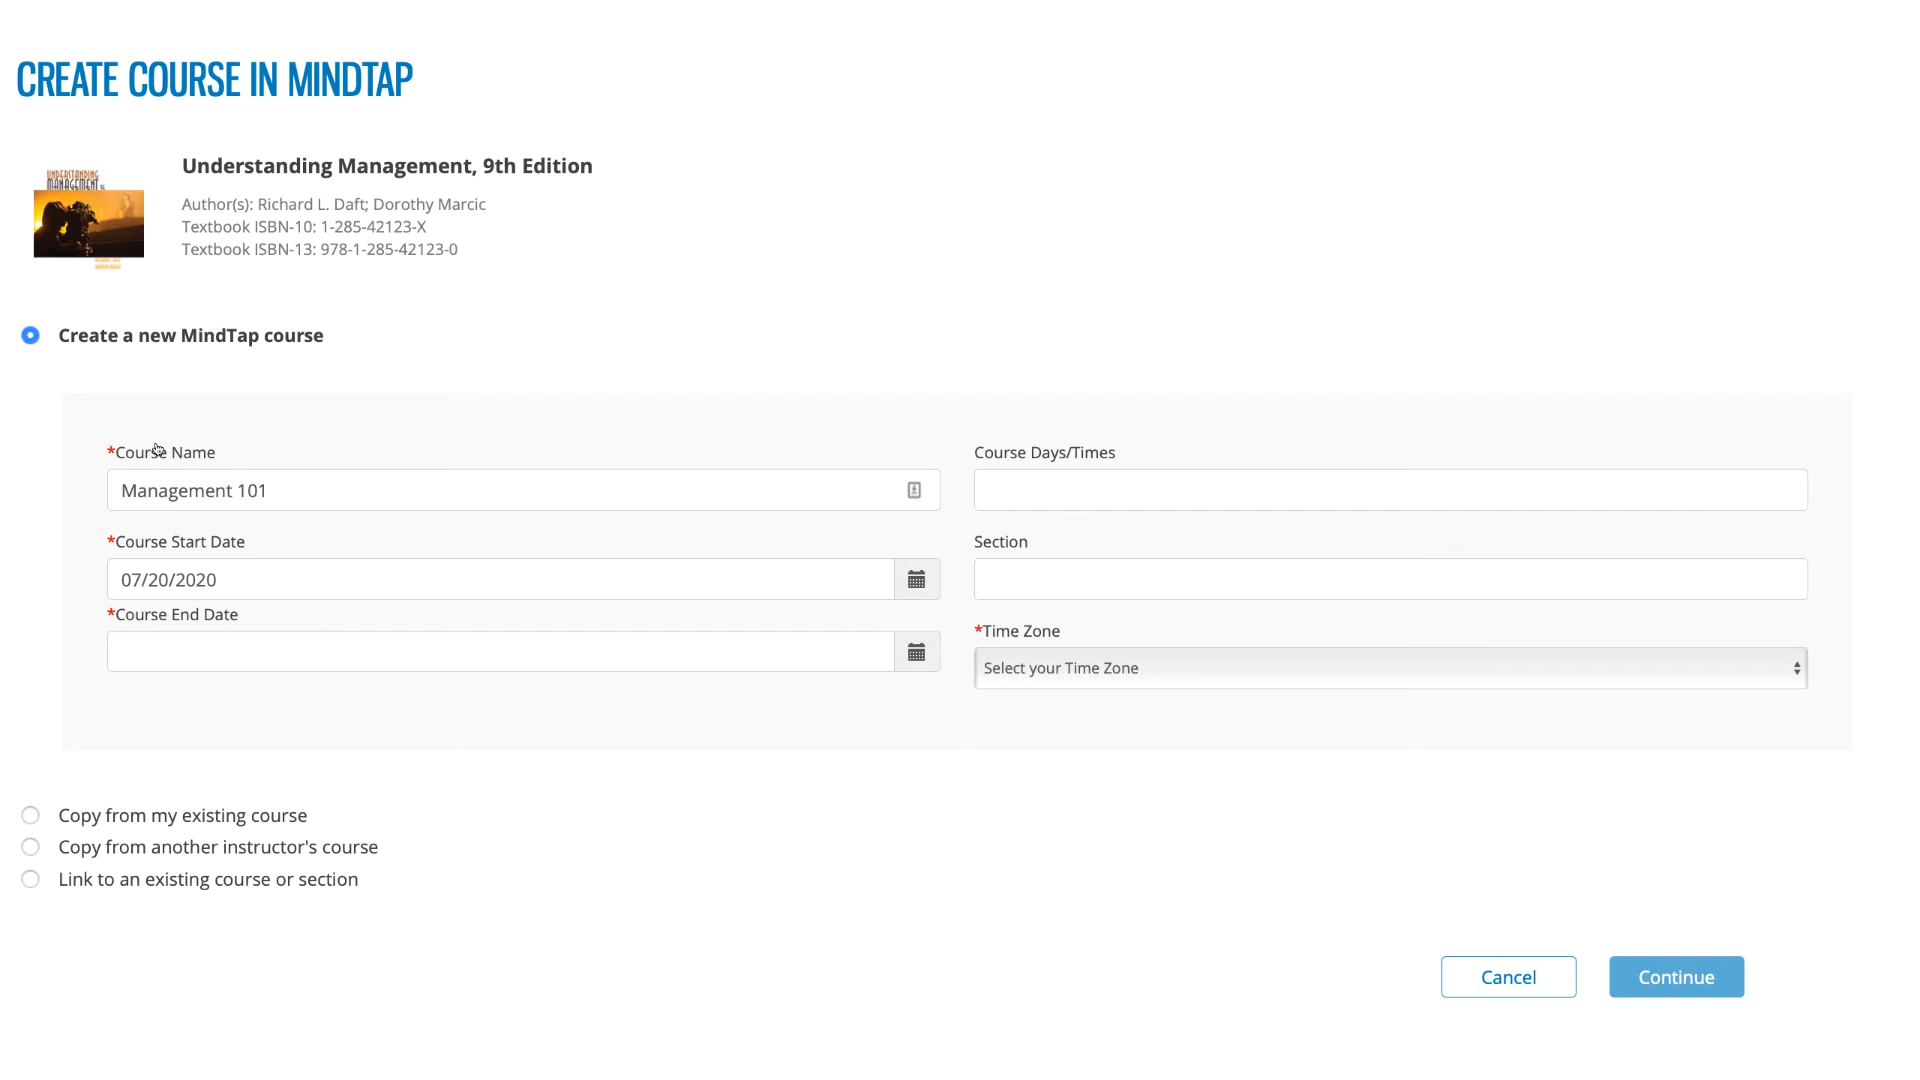 CREATE COURSE IN MINDTAP
UNDERSTANDING
MANAGEMENT
Understanding Management, 9th Edition
Author(s): Richard L. Daft; Dorothy Marcic
Textbook ISBN-10: 1-285-42123-X
Textbook ISBN-13: 978-1-285-42123-0
Create a new MindTap course
*Course Name
Management 101
*Course Start Date
07/20/2020
*Course End Date
Course Days/Times
Section
*Time Zone
Select your Time Zone
Copy from my existing course
Copy from another instructor's course
Link to an existing course or section
Cancel
Continue